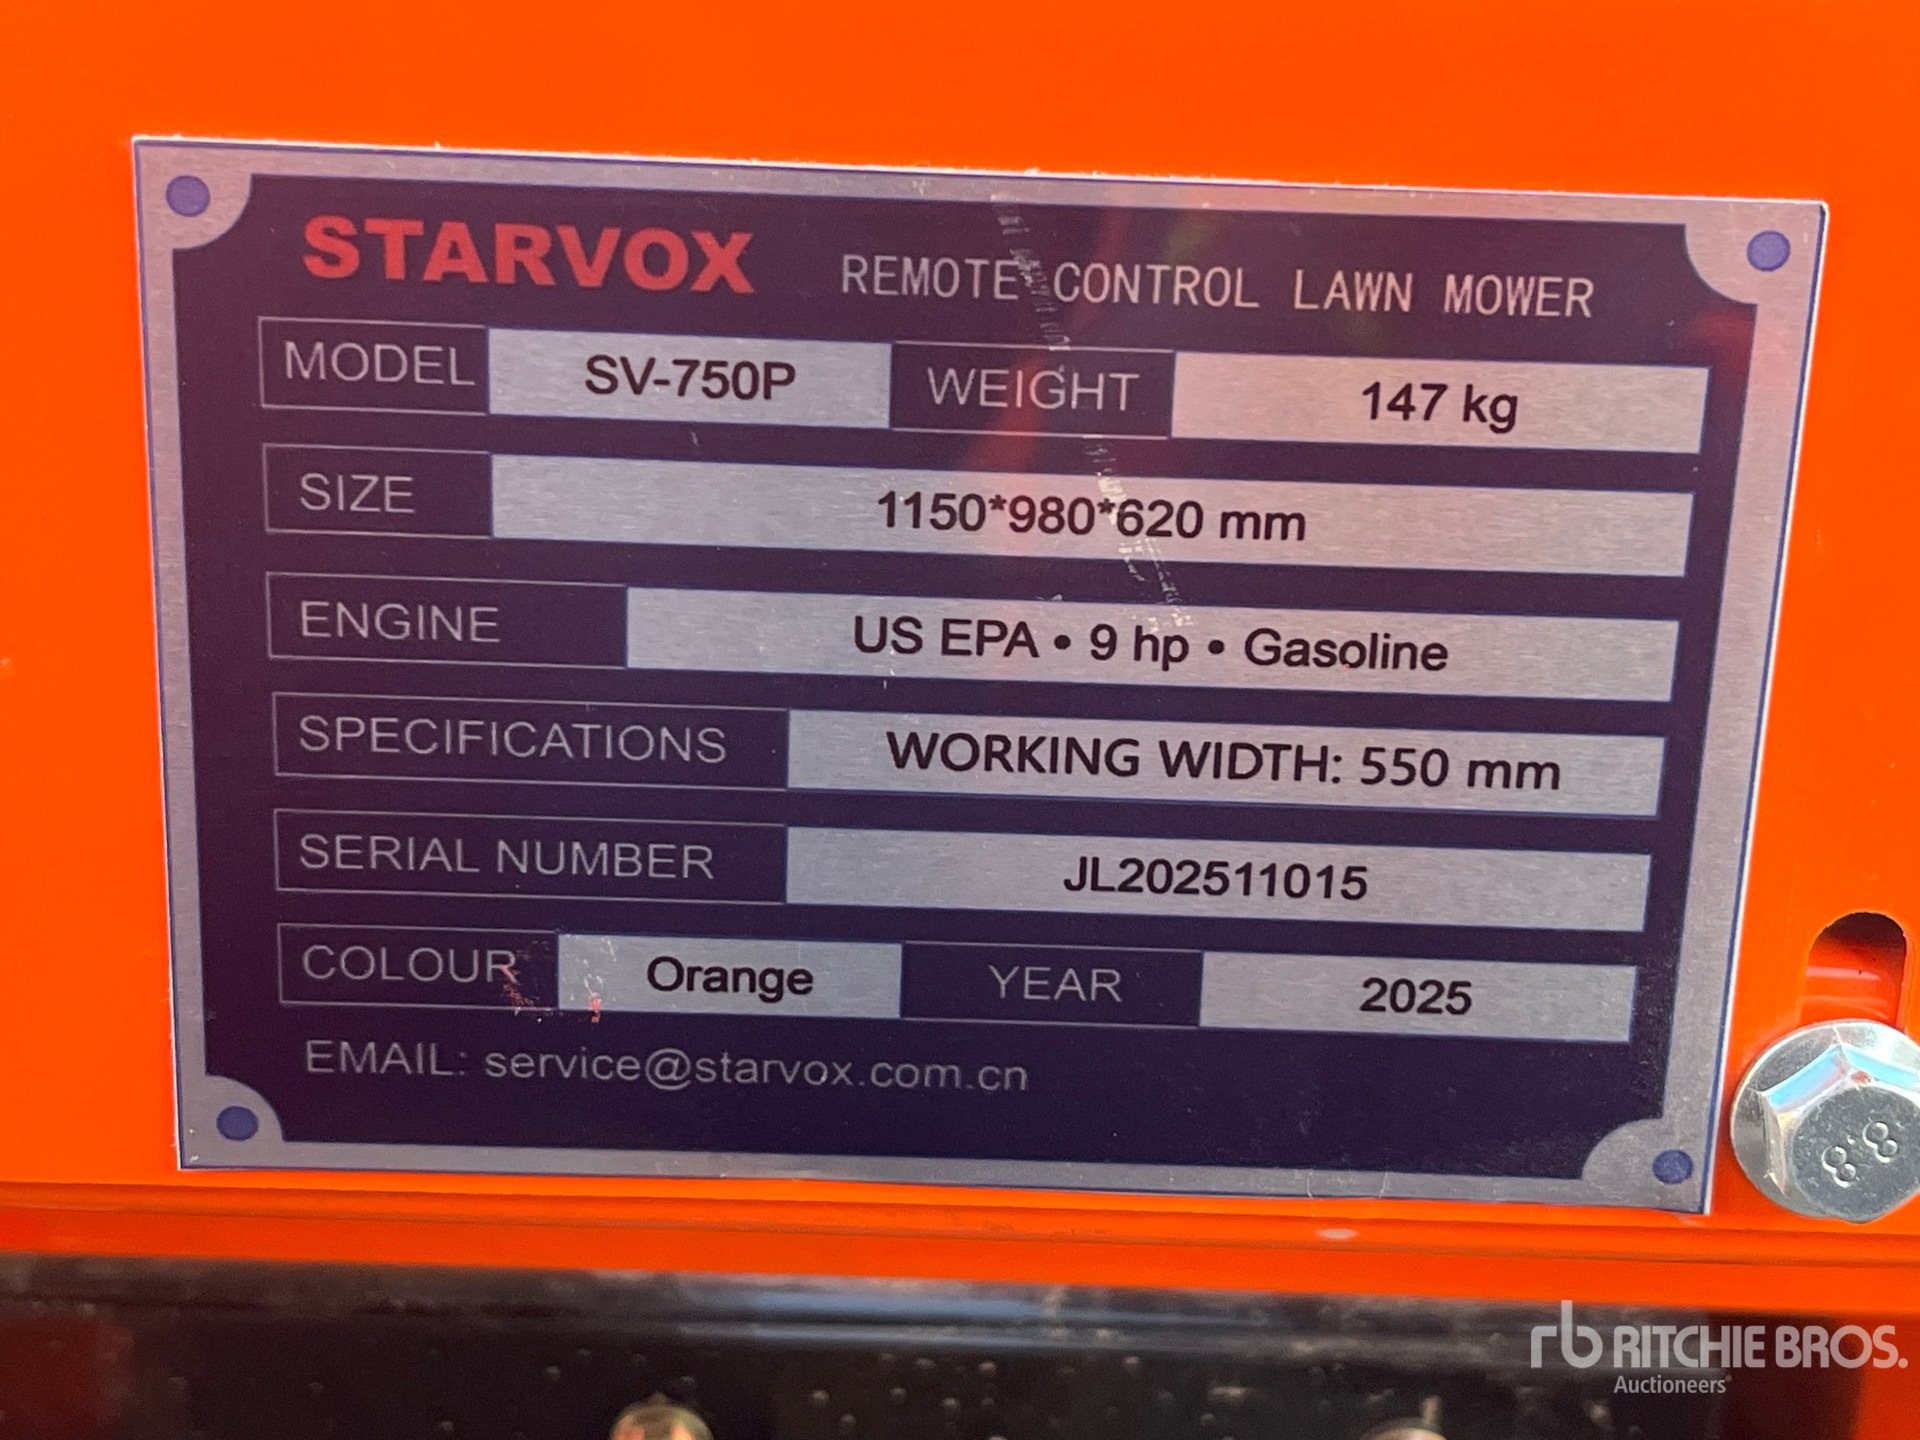 STARVOX REMOTE CONTROL LAWN MOWER
MODEL SV-750P WEIGHT 147 kg
SIZE 1150*980*620 mm
ENGINE US EPA • 9 hp • Gasoline
SPECIFICATIONS WORKING WIDTH: 550 mm
SERIAL NUMBER JL202511015
COLOUR Orange YEAR 2025
EMAIL: service@starvox.com.cn
8.8
rb RITCHIE BROS.
Auctioneers